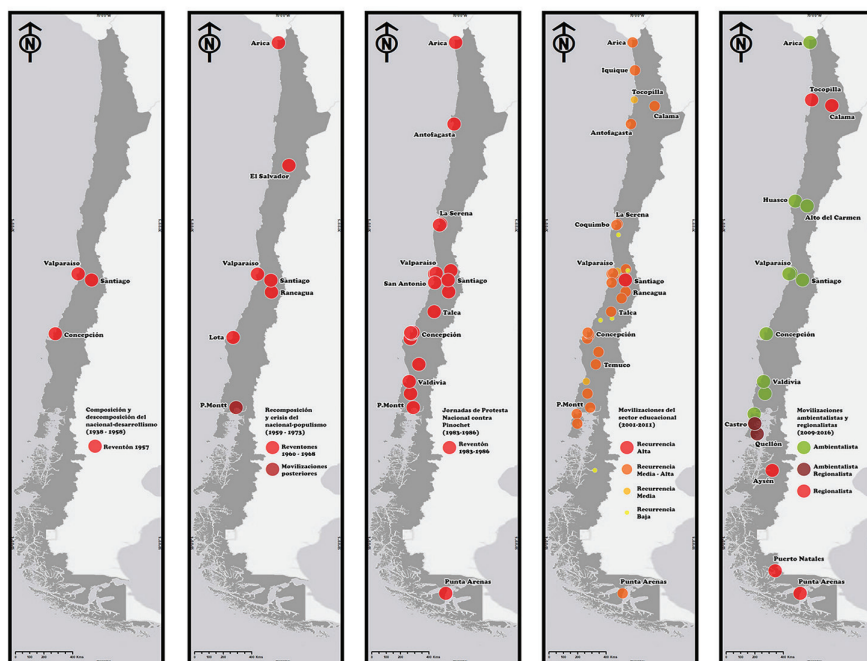 N
Valparaíso
Santiago
Concepción
Composición y
descomposición del
nacional-desarrollismo
(1938 - 1958)
Reventón 1957
N
Arica
El Salvador
Valparaíso
Santiago
Rancagua
Lota
P.Montt
Recomposición
y crisis del
nacional-populismo
(1959 - 1973)
Reventones
1960 - 1968
Movilizaciones
posteriores
N
Arica
Antofagasta
La Serena
Valparaíso
San Antonio
Santiago
Talca
Concepción
Valdivia
P.Montt
Jornadas de Protesta
Nacional contra
Pinochet
(1983-1986)
Reventón
1983-1986
Punta Arenas
N
Arica
Iquique
Tocopilla
Calama
Antofagasta
La Serena
Coquimbo
Valparaíso
Santiago
Rancagua
Talca
Concepción
Temuco
P.Montt
Movilizaciones del
sector educacional
(2001-2011)
Recurrencia
Alta
Recurrencia
Media - Alta
Recurrencia
Media
Recurrencia
Baja
Punta Arenas
N
Arica
Tocopilla
Calama
Huasco
Alto del Carmen
Valparaíso
Santiago
Concepción
Valdivia
Castro
Quellón
Aysén
Movilizaciones
ambientalistas y
regionalistas
(2009-2016)
Ambientalista
Ambientalista
Regionalista
Regionalista
Puerto Natales
Punta Arenas